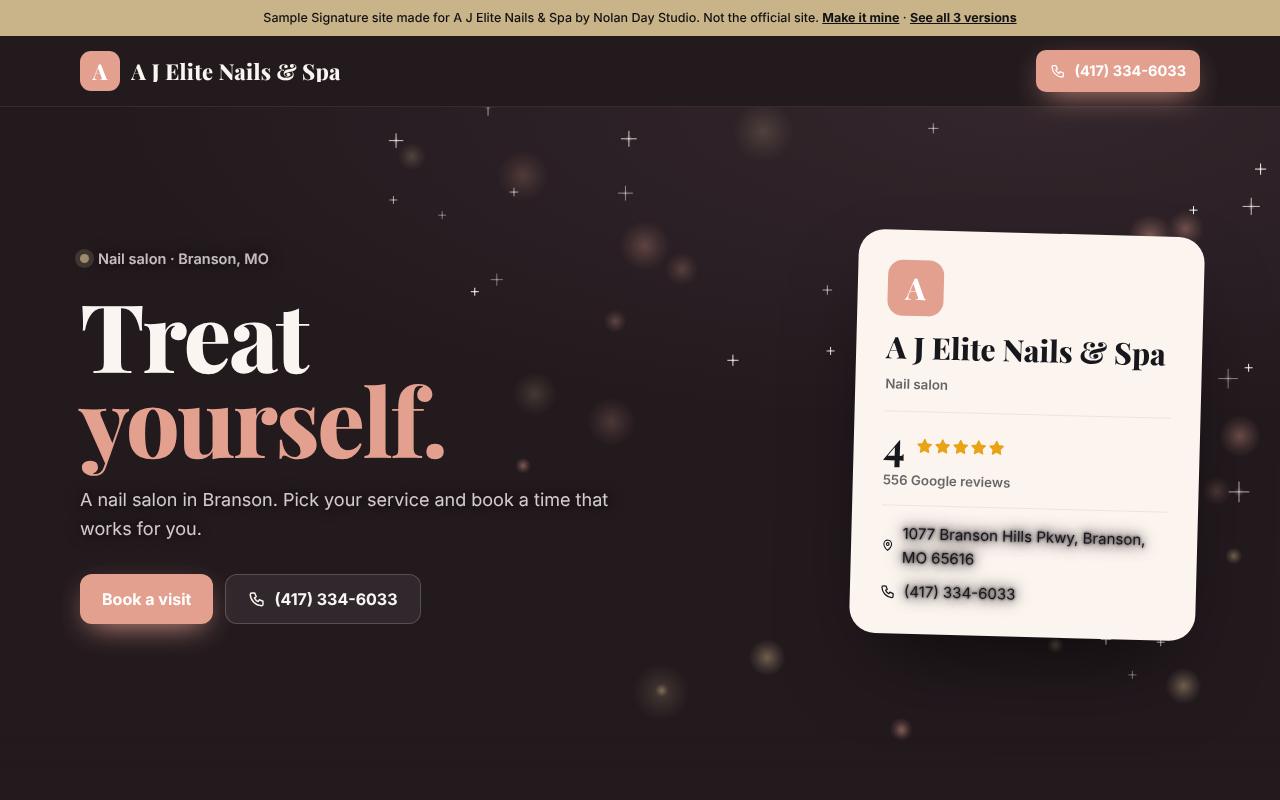 Sample Signature site made for A J Elite Nails & Spa by Nolan Day Studio. Not the official site. Make it mine · See all 3 versions
A
A J Elite Nails & Spa
(417) 334-6033
Nail salon · Branson, MO
Treat
yourself.
A nail salon in Branson. Pick your service and book a time that
works for you.
Book a visit
(417) 334-6033
A
A J Elite Nails & Spa
Nail salon
4
556 Google reviews
1077 Branson Hills Pkwy, Branson,
MO 65616
(417) 334-6033